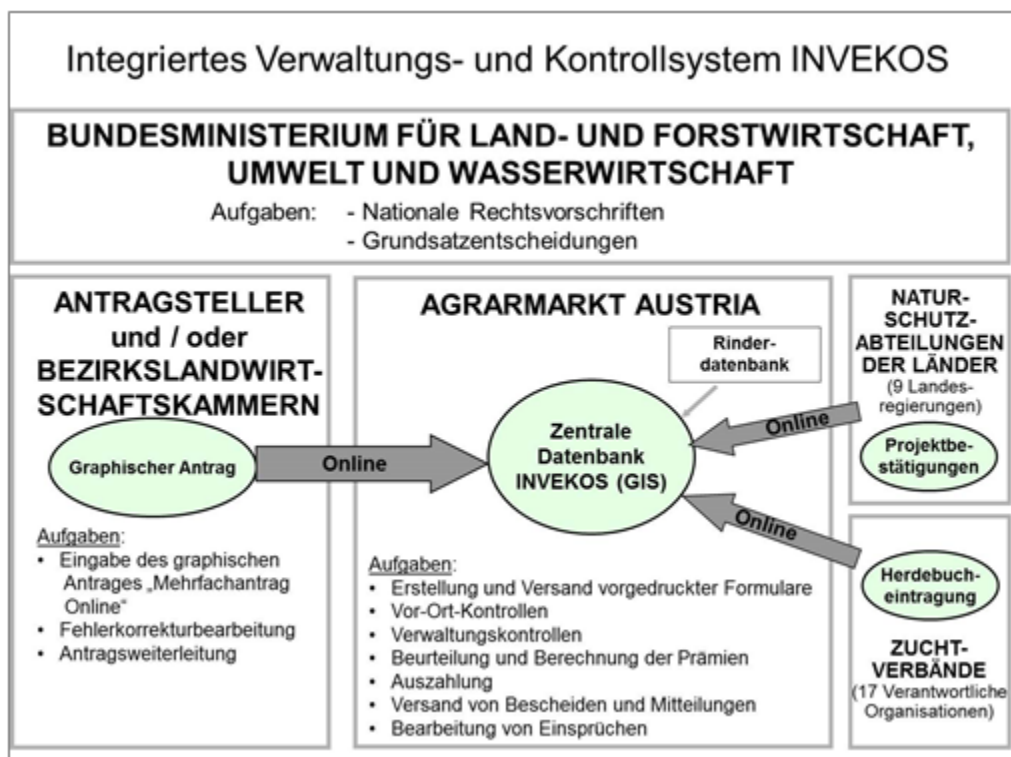 Integriertes Verwaltungs- und Kontrollsystem INVEKOS
BUNDESMINISTERIUM FÜR LAND- UND FORSTWIRTSCHAFT,
UMWELT UND WASSERWIRTSCHAFT
Aufgaben: - Nationale Rechtsvorschriften
- Grundsatzentscheidungen
ANTRAGSTELLER
und / oder
BEZIRKSLANDWIRT-
SCHAFTSKAMMERN
Graphischer Antrag
Online
Aufgaben:
• Eingabe des graphischen
Antrages „Mehrfachantrag
Online“
• Fehlerkorrekturbearbeitung
• Antragsweiterleitung
AGRARMARKT AUSTRIA
Rinder-
datenbank
Zentrale
Datenbank
INVEKOS (GIS)
Aufgaben:
• Erstellung und Versand vorgedruckter Formulare
• Vor-Ort-Kontrollen
• Verwaltungskontrollen
• Beurteilung und Berechnung der Prämien
• Auszahlung
• Versand von Bescheiden und Mitteilungen
• Bearbeitung von Einsprüchen
NATUR-
SCHUTZ-
ABTEILUNGEN
DER LÄNDER
(9 Landes-
regierungen)
Online
Projektbe-
stätigungen
Online
Herdebuch-
eintragung
ZUCHT-
VERBÄNDE
(17 Verantwortliche
Organisationen)